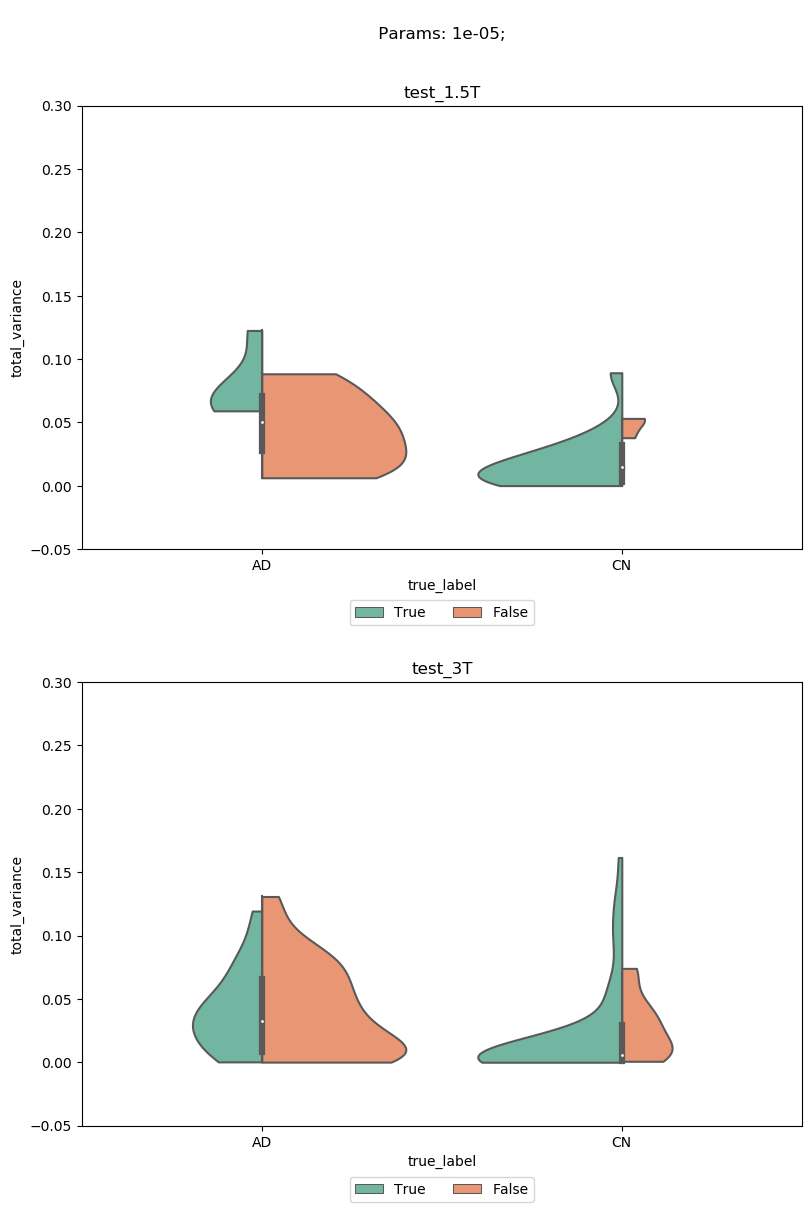 Params: 1e-05;
test_1.5T
0.30
0.25
0.20
0.15
0.10
0.05
0.00
−0.05
total_variance
AD
CN
true_label
True
False
test_3T
0.30
0.25
0.20
0.15
0.10
0.05
0.00
−0.05
total_variance
AD
CN
true_label
True
False